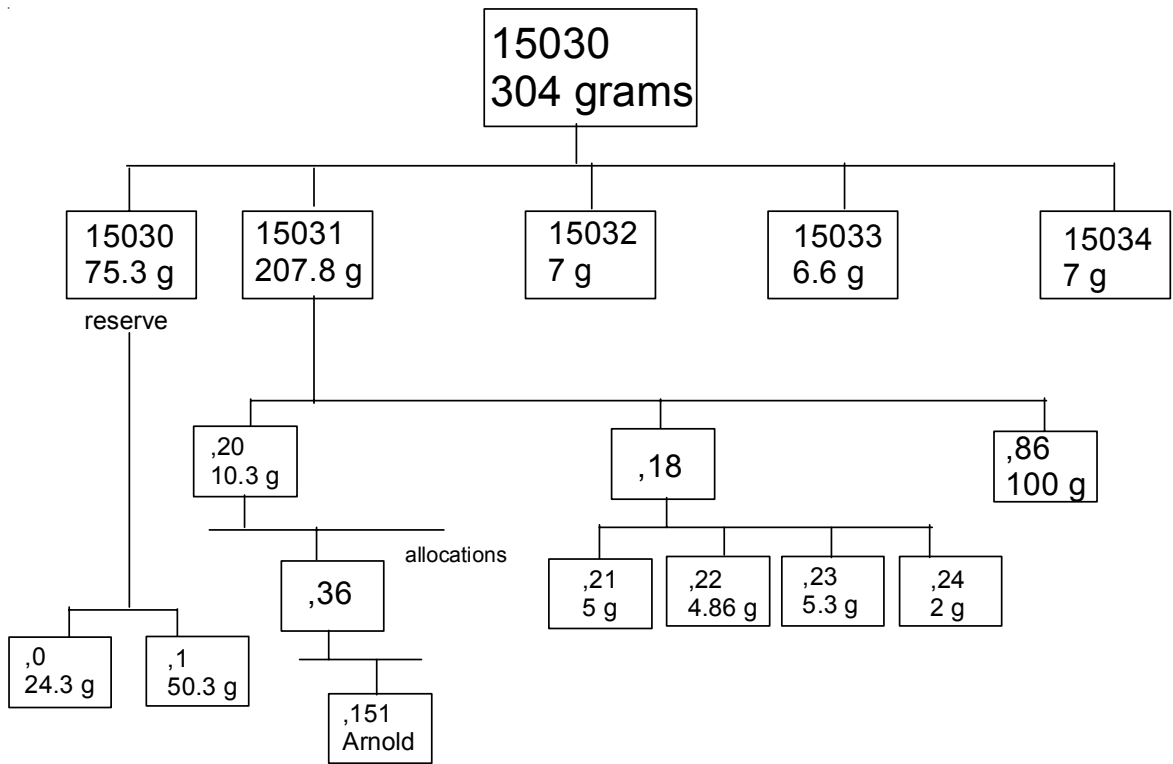 15030
304 grams
15030
75.3 g
reserve
15031
207.8 g
15032
7 g
15033
6.6 g
15034
7 g
,20
10.3 g
,18
,86
100 g
allocations
,36
,21
5 g
,22
4.86 g
,23
5.3 g
,24
2 g
,0
24.3 g
,1
50.3 g
,151
Arnold